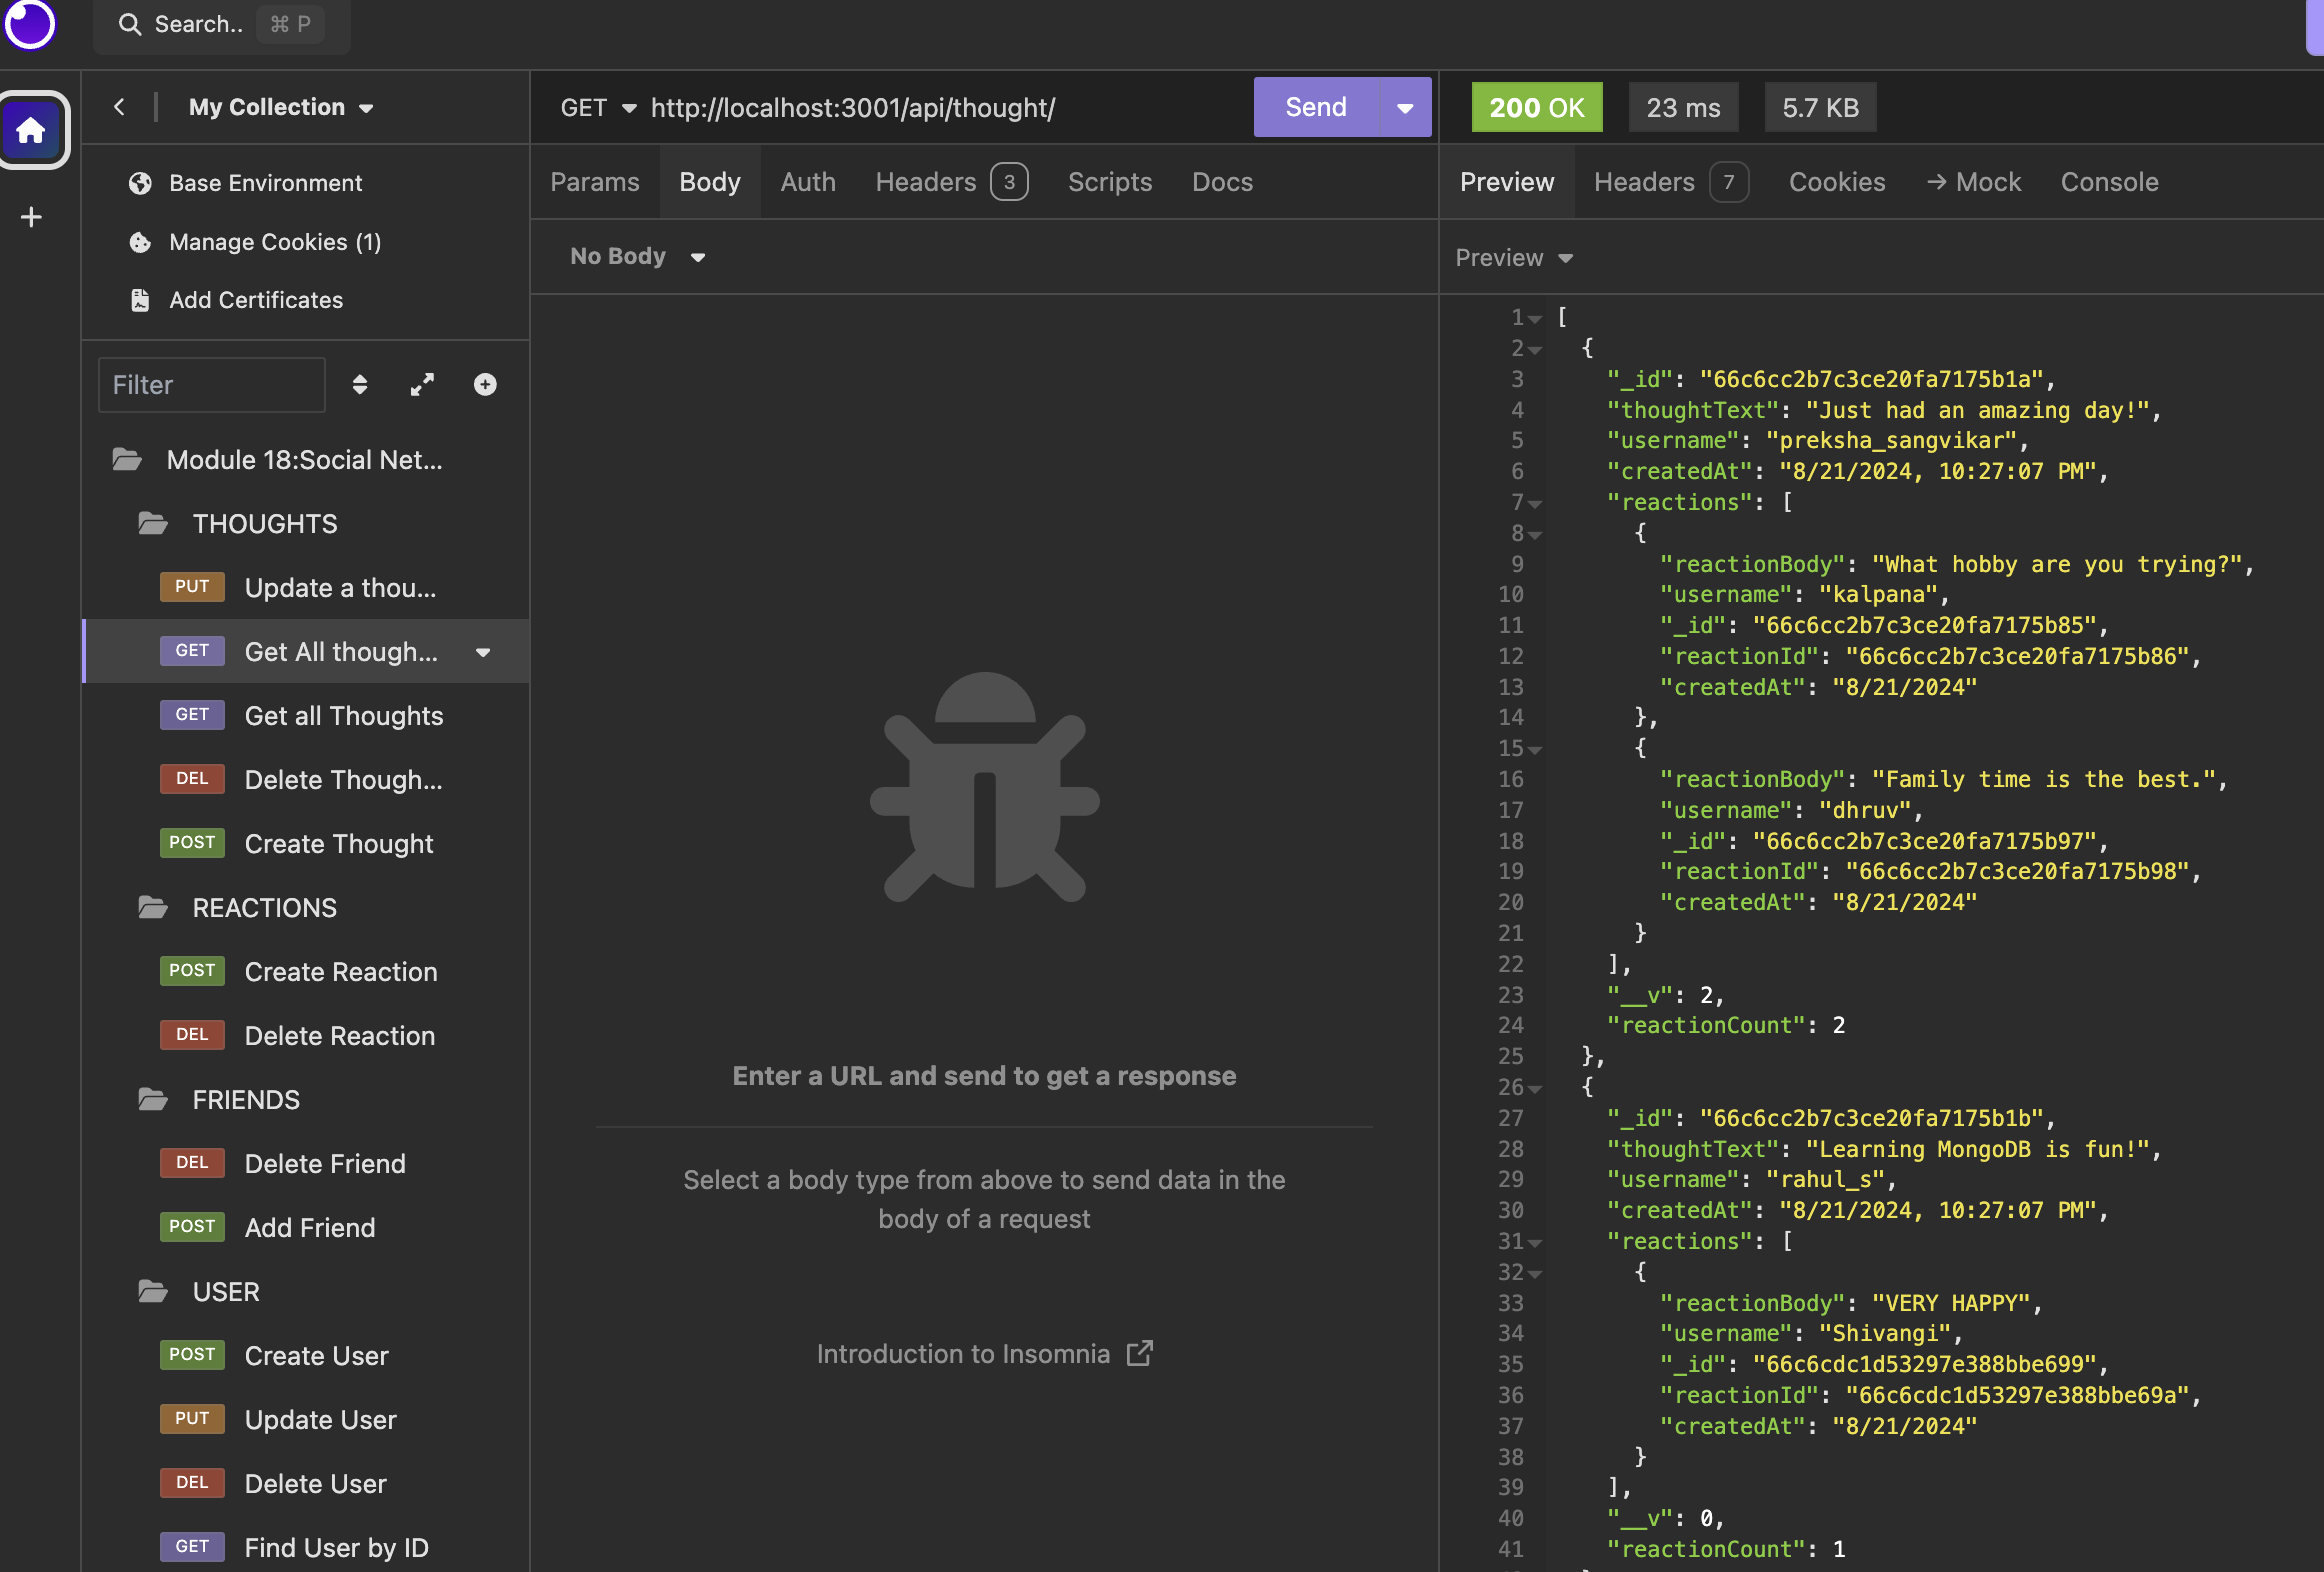 Search.. ⌘ P
My Collection
Base Environment
Manage Cookies (1)
Add Certificates
Filter
Module 18:Social Net...
THOUGHTS
PUT Update a thou...
GET Get All though...
GET Get all Thoughts
DEL Delete Though...
POST Create Thought
REACTIONS
POST Create Reaction
DEL Delete Reaction
FRIENDS
DEL Delete Friend
POST Add Friend
USER
POST Create User
PUT Update User
DEL Delete User
GET Find User by ID
GET http://localhost:3001/api/thought/ Send
Params Body Auth Headers 3 Scripts Docs
No Body
Enter a URL and send to get a response
Select a body type from above to send data in the
body of a request
Introduction to Insomnia
200 OK 23 ms 5.7 KB
Preview Headers 7 Cookies → Mock Console
Preview
1 [
2 {
3 "_id": "66c6cc2b7c3ce20fa7175b1a",
4 "thoughtText": "Just had an amazing day!",
5 "username": "preksha_sangvikar",
6 "createdAt": "8/21/2024, 10:27:07 PM",
7 "reactions": [
8 {
9 "reactionBody": "What hobby are you trying?",
10 "username": "kalpana",
11 "_id": "66c6cc2b7c3ce20fa7175b85",
12 "reactionId": "66c6cc2b7c3ce20fa7175b86",
13 "createdAt": "8/21/2024"
14 },
15 {
16 "reactionBody": "Family time is the best.",
17 "username": "dhruv",
18 "_id": "66c6cc2b7c3ce20fa7175b97",
19 "reactionId": "66c6cc2b7c3ce20fa7175b98",
20 "createdAt": "8/21/2024"
21 }
22 ],
23 "__v": 2,
24 "reactionCount": 2
25 },
26 {
27 "_id": "66c6cc2b7c3ce20fa7175b1b",
28 "thoughtText": "Learning MongoDB is fun!",
29 "username": "rahul_s",
30 "createdAt": "8/21/2024, 10:27:07 PM",
31 "reactions": [
32 {
33 "reactionBody": "VERY HAPPY",
34 "username": "Shivangi",
35 "_id": "66c6cdc1d53297e388bbe699",
36 "reactionId": "66c6cdc1d53297e388bbe69a",
37 "createdAt": "8/21/2024"
38 }
39 ],
40 "__v": 0,
41 "reactionCount": 1